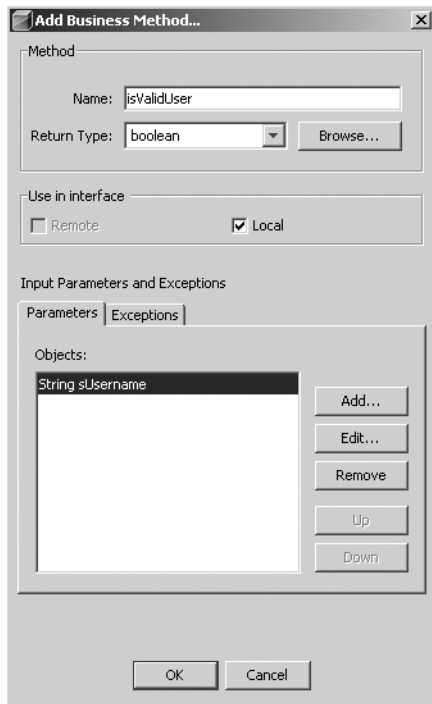 Add Business Method...
Method
Name: isValidUser
Return Type: boolean Browse...
Use in interface
Remote Local
Input Parameters and Exceptions
Parameters Exceptions
Objects:
String sUsername
Add...
Edit...
Remove
Up
Down
OK Cancel